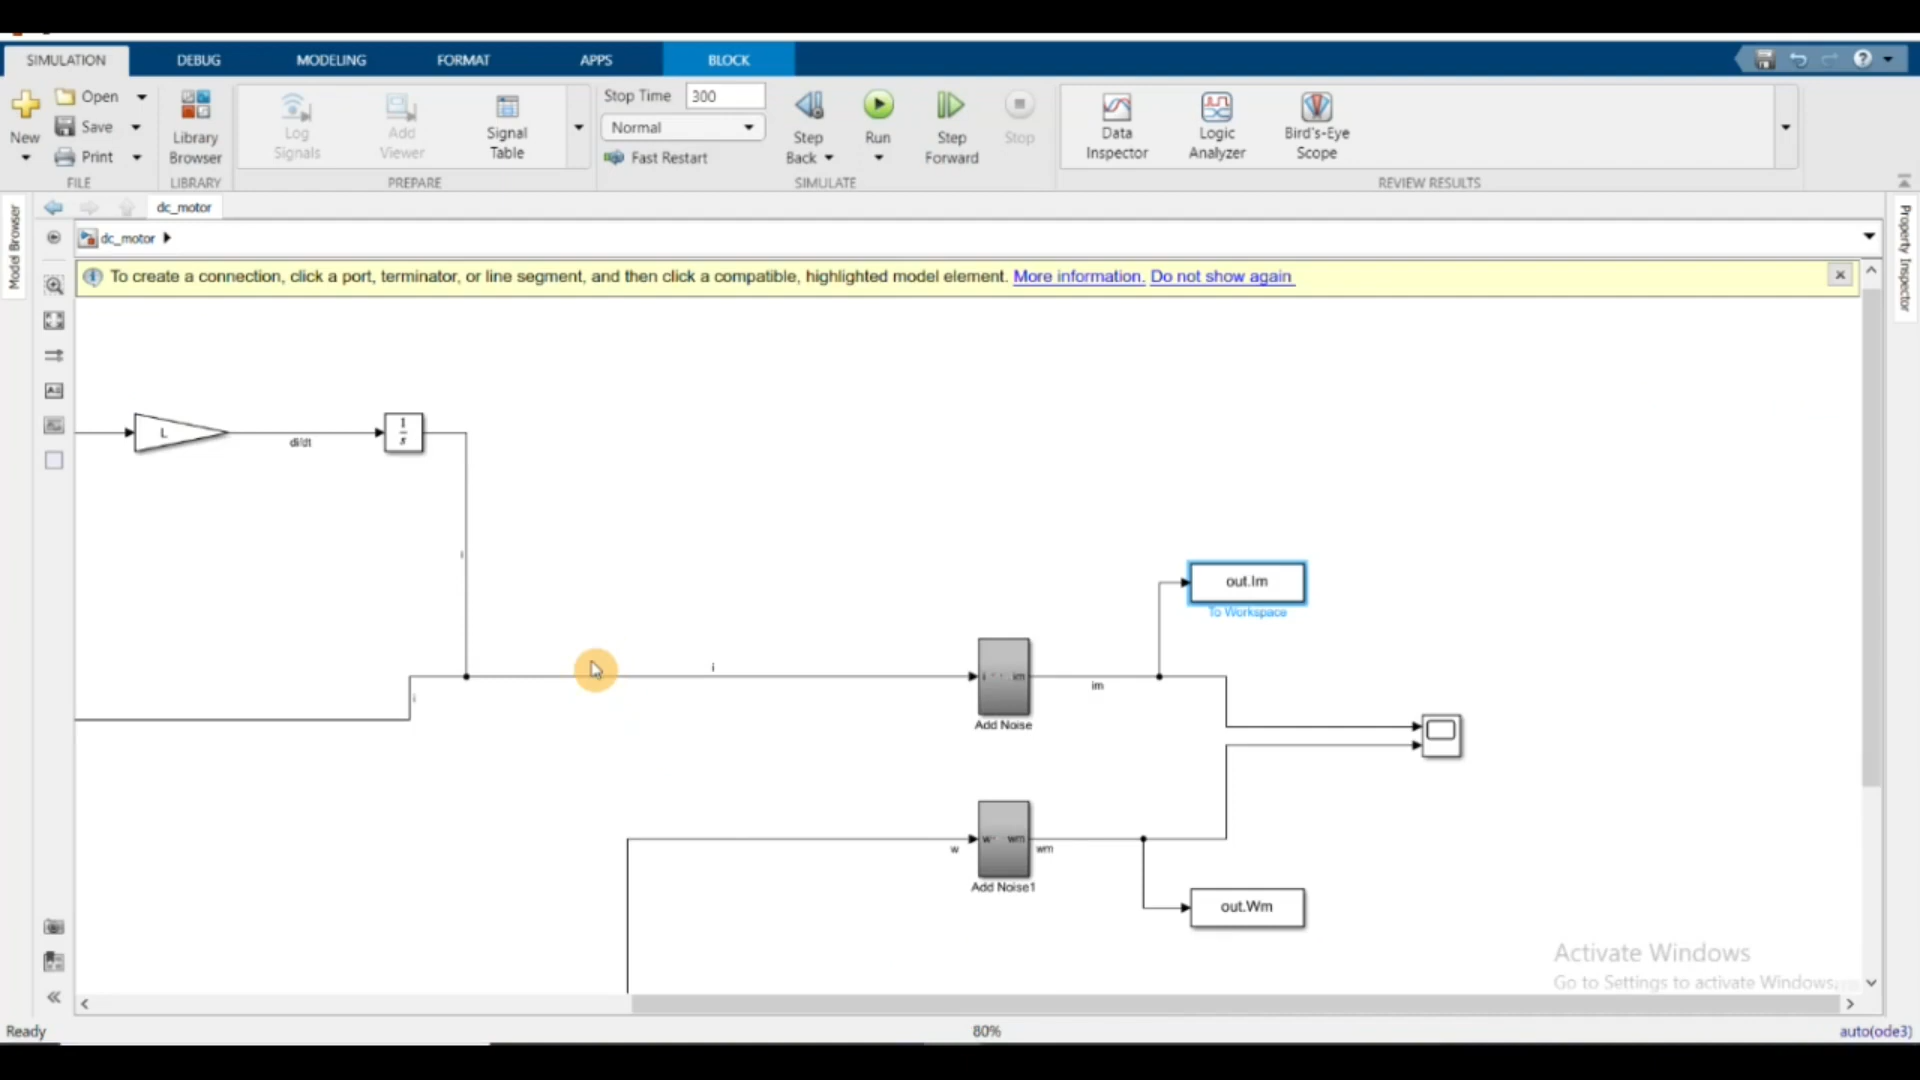 SIMULATION DEBUG MODELING FORMAT APPS BLOCK
New
Open
Save
Print
FILE
Library
Browser
LIBRARY
Log
Signals
Add
Viewer
Signal
Table
PREPARE
Stop Time 300
Normal
Fast Restart
Step
Back
Run
Step
Forward
Stop
SIMULATE
Data
Inspector
Logic
Analyzer
Bird's-Eye
Scope
REVIEW RESULTS
Model Browser
Property Inspector
dc_motor
dc_motor
To create a connection, click a port, terminator, or line segment, and then click a compatible, highlighted model element. More information. Do not show again.
L
di/dt
1
s
i
i
i
out.Im
To Workspace
i im
im
Add Noise
w
w wm
wm
Add Noise1
out.Wm
Activate Windows
Go to Settings to activate Windows.
Ready
80%
auto(ode3)